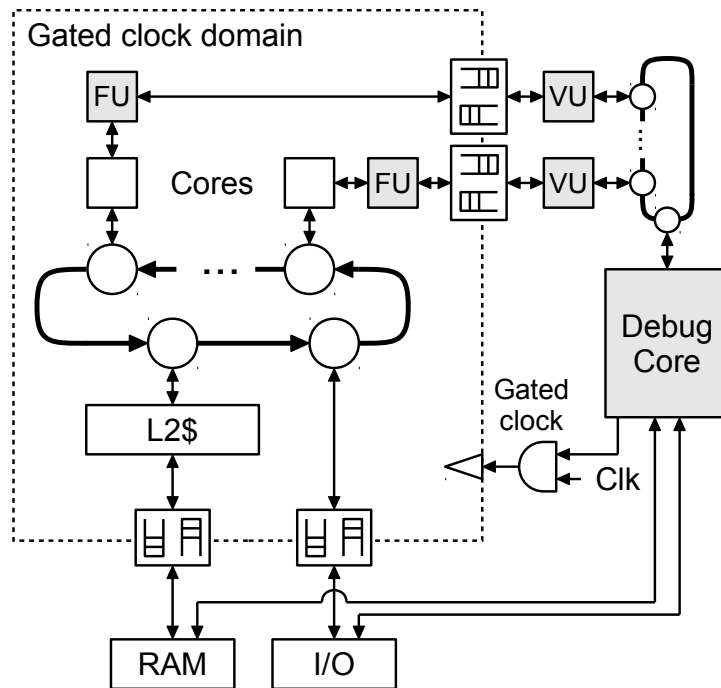 Gated clock domain
FU
VU
Cores
FU
VU
Debug
Core
Gated
clock
L2$
Clk
RAM
I/O